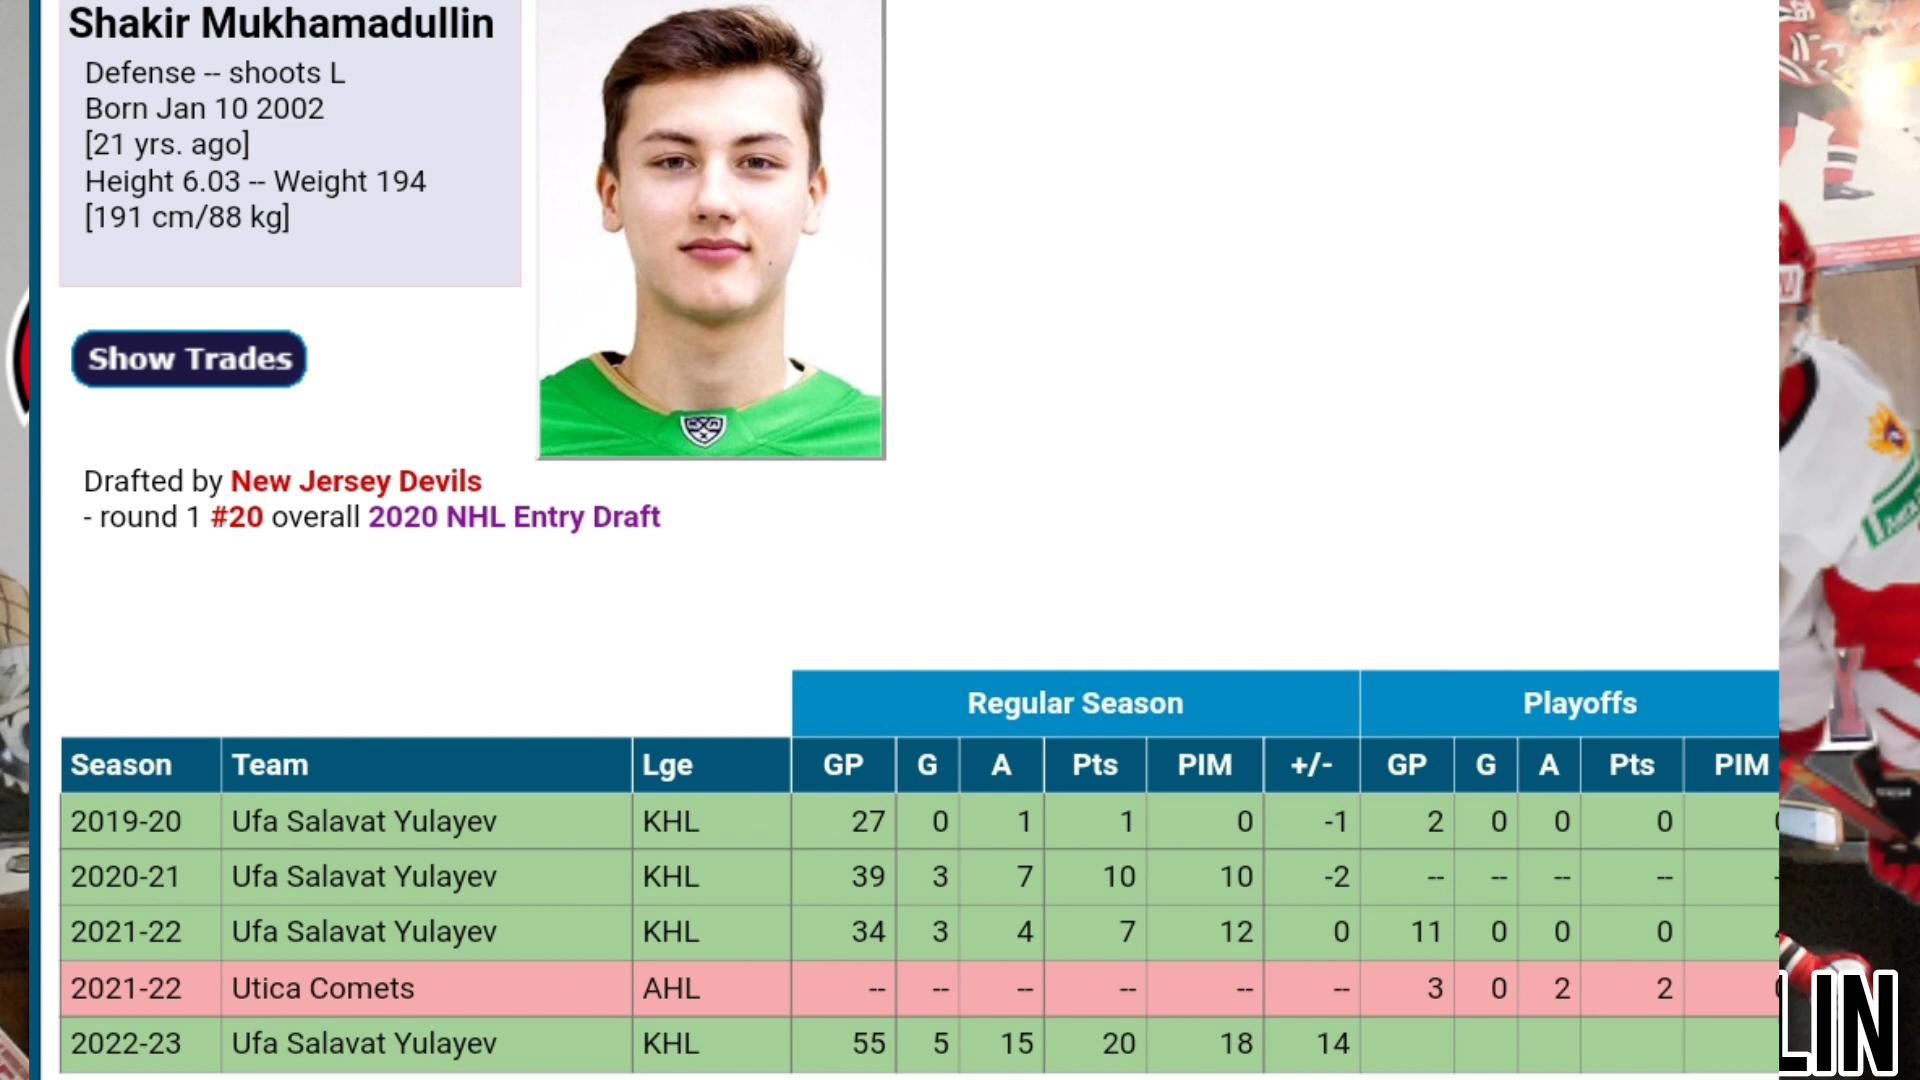 Shakir Mukhamadullin
Defense -- shoots L
Born Jan 10 2002
[21 yrs. ago]
Height 6.03 -- Weight 194
[191 cm/88 kg]
Show Trades
Drafted by New Jersey Devils
- round 1 #20 overall 2020 NHL Entry Draft
Regular Season Playoffs
Season Team Lge GP G A Pts PIM +/- GP G A Pts PIM
2019-20 Ufa Salavat Yulayev KHL 27 0 1 1 0 -1 2 0 0 0
2020-21 Ufa Salavat Yulayev KHL 39 3 7 10 10 -2 -- -- -- --
2021-22 Ufa Salavat Yulayev KHL 34 3 4 7 12 0 11 0 0 0
2021-22 Utica Comets AHL -- -- -- -- -- -- 3 0 2 2
2022-23 Ufa Salavat Yulayev KHL 55 5 15 20 18 14
LIN